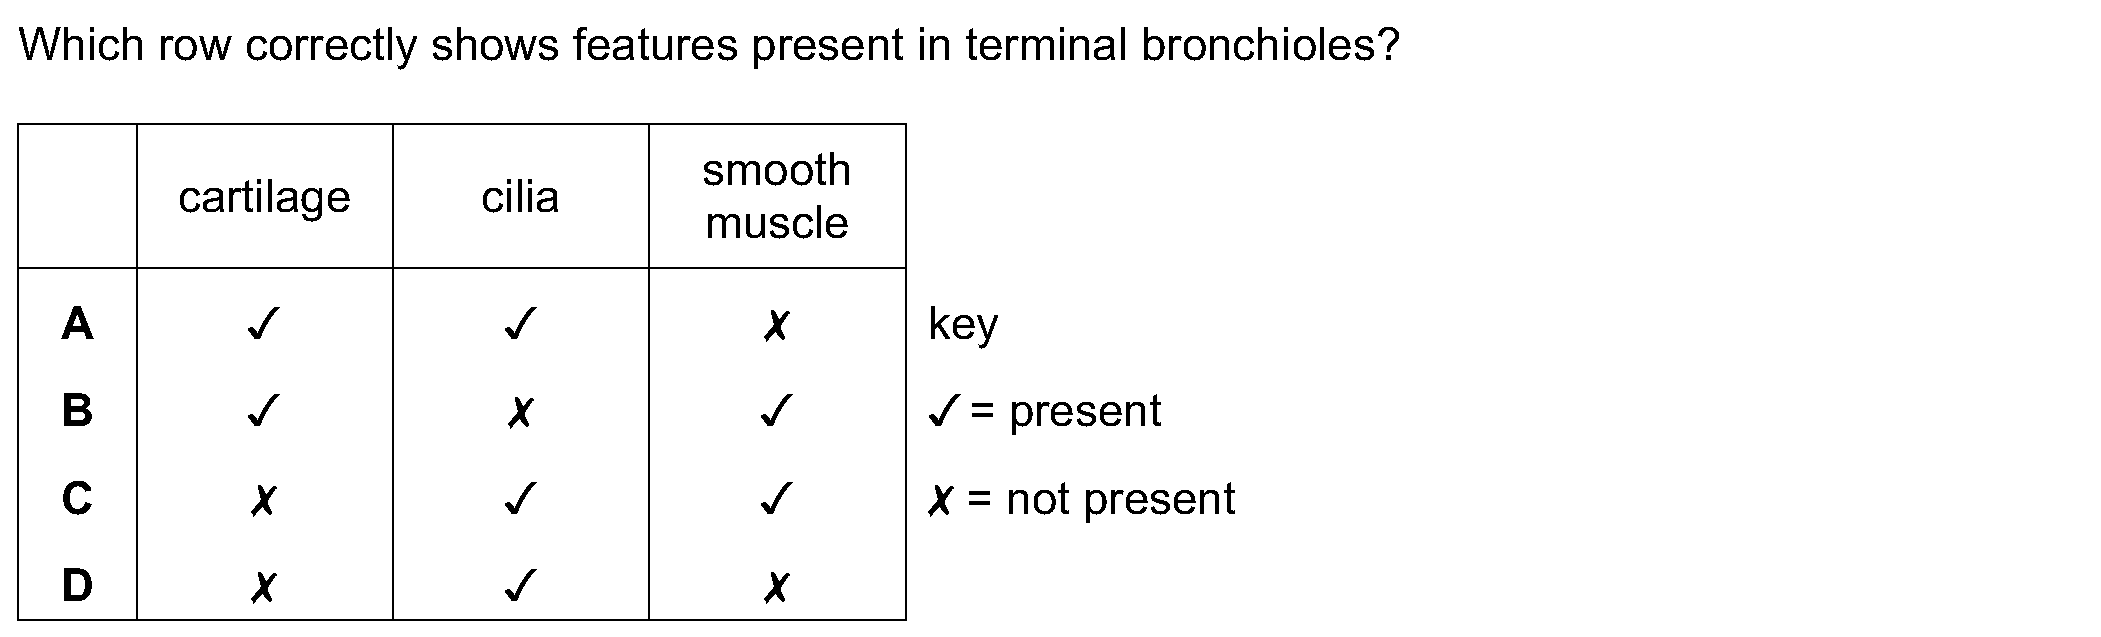 Which row correctly shows features present in terminal bronchioles?
cartilage cilia smooth muscle
A ✓ ✓ ✗
B ✓ ✗ ✓
C ✗ ✓ ✓
D ✗ ✓ ✗
key
✓ = present
✗ = not present